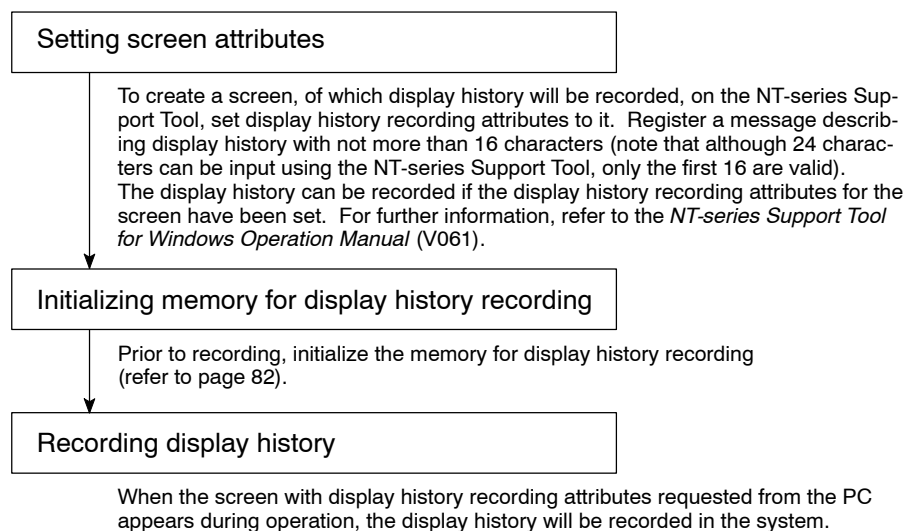 Setting screen attributes
To create a screen, of which display history will be recorded, on the NT-series Sup-
port Tool, set display history recording attributes to it. Register a message describ-
ing display history with not more than 16 characters (note that although 24 charac-
ters can be input using the NT-series Support Tool, only the first 16 are valid).
The display history can be recorded if the display history recording attributes for the
screen have been set. For further information, refer to the NT-series Support Tool
for Windows Operation Manual (V061).
Initializing memory for display history recording
Prior to recording, initialize the memory for display history recording
(refer to page 82).
Recording display history
When the screen with display history recording attributes requested from the PC
appears during operation, the display history will be recorded in the system.